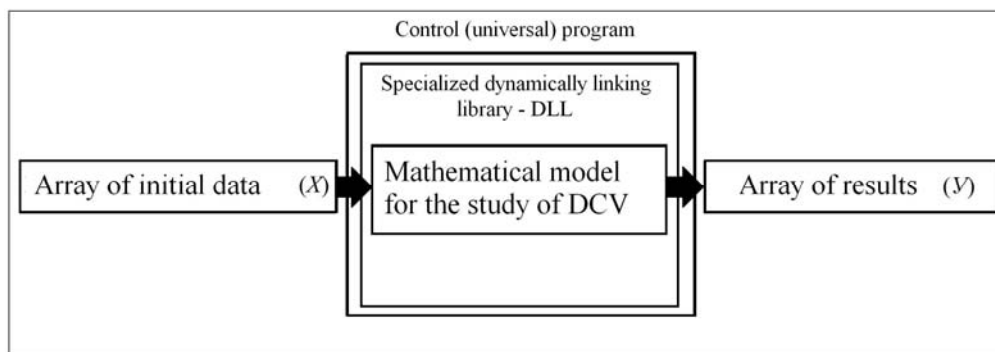 Control (universal) program
Specialized dynamically linking
library - DLL
Array of initial data (X)
Mathematical model
for the study of DCV
Array of results (У)